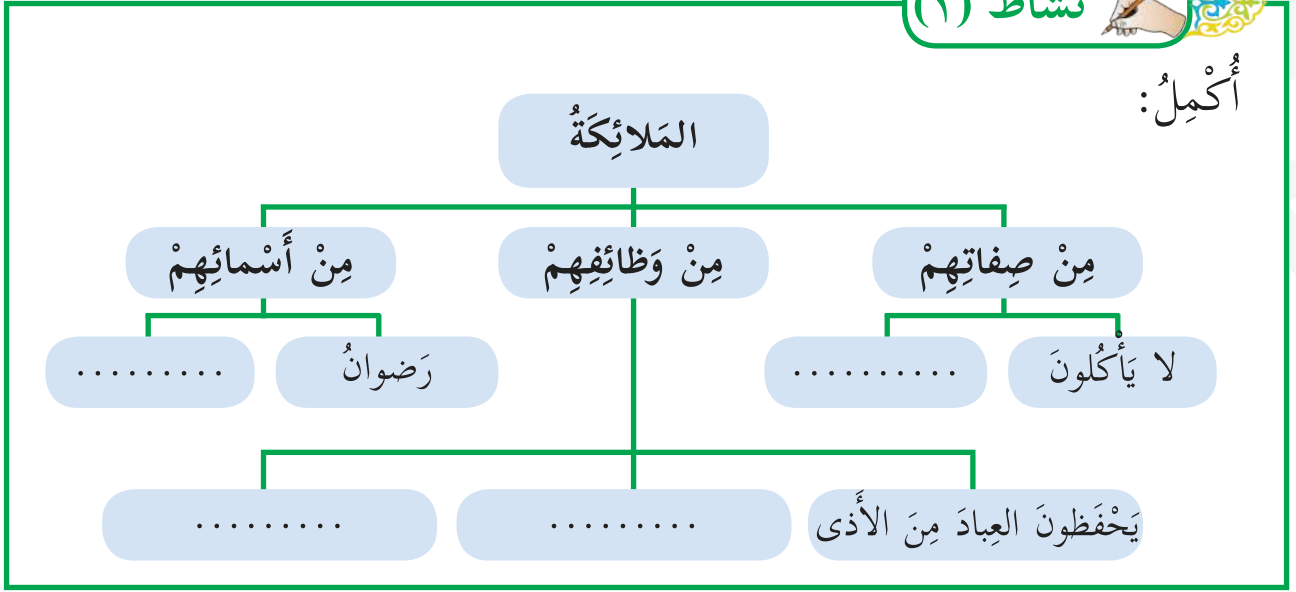 نشاط (١)
أُكْمِلُ:
المَلائِكَةُ
مِنْ صِفاتِهِمْ
مِنْ وَظائِفِهِمْ
مِنْ أَسْمائِهِمْ
لا يَأْكُلونَ
..........
رَضوانُ
.........
يَحْفَظونَ العِبادَ مِنَ الأَذى
.........
.........